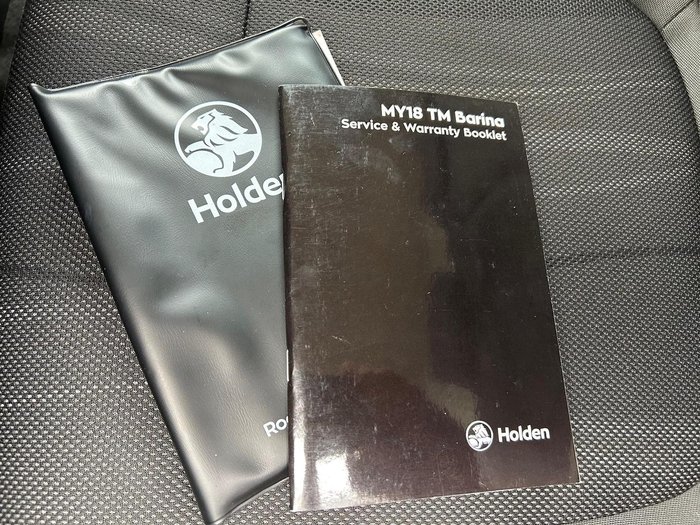 Holden
MY18 TM Barina
Service & Warranty Booklet
Holden